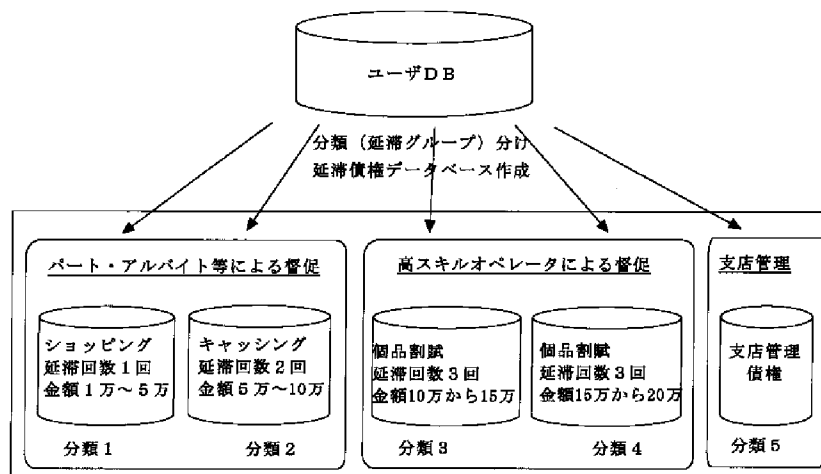 ユーザDB
分類（延滞グループ）分け
延滞債権データベース作成
パート・アルバイト等による督促
ショッピング
延滞回数1回
金額1万～5万
分類1
キャッシング
延滞回数2回
金額5万～10万
分類2
高スキルオペレータによる督促
個品割賦
延滞回数3回
金額10万から15万
分類3
個品割賦
延滞回数3回
金額15万から20万
分類4
支店管理
支店管理
債権
分類5